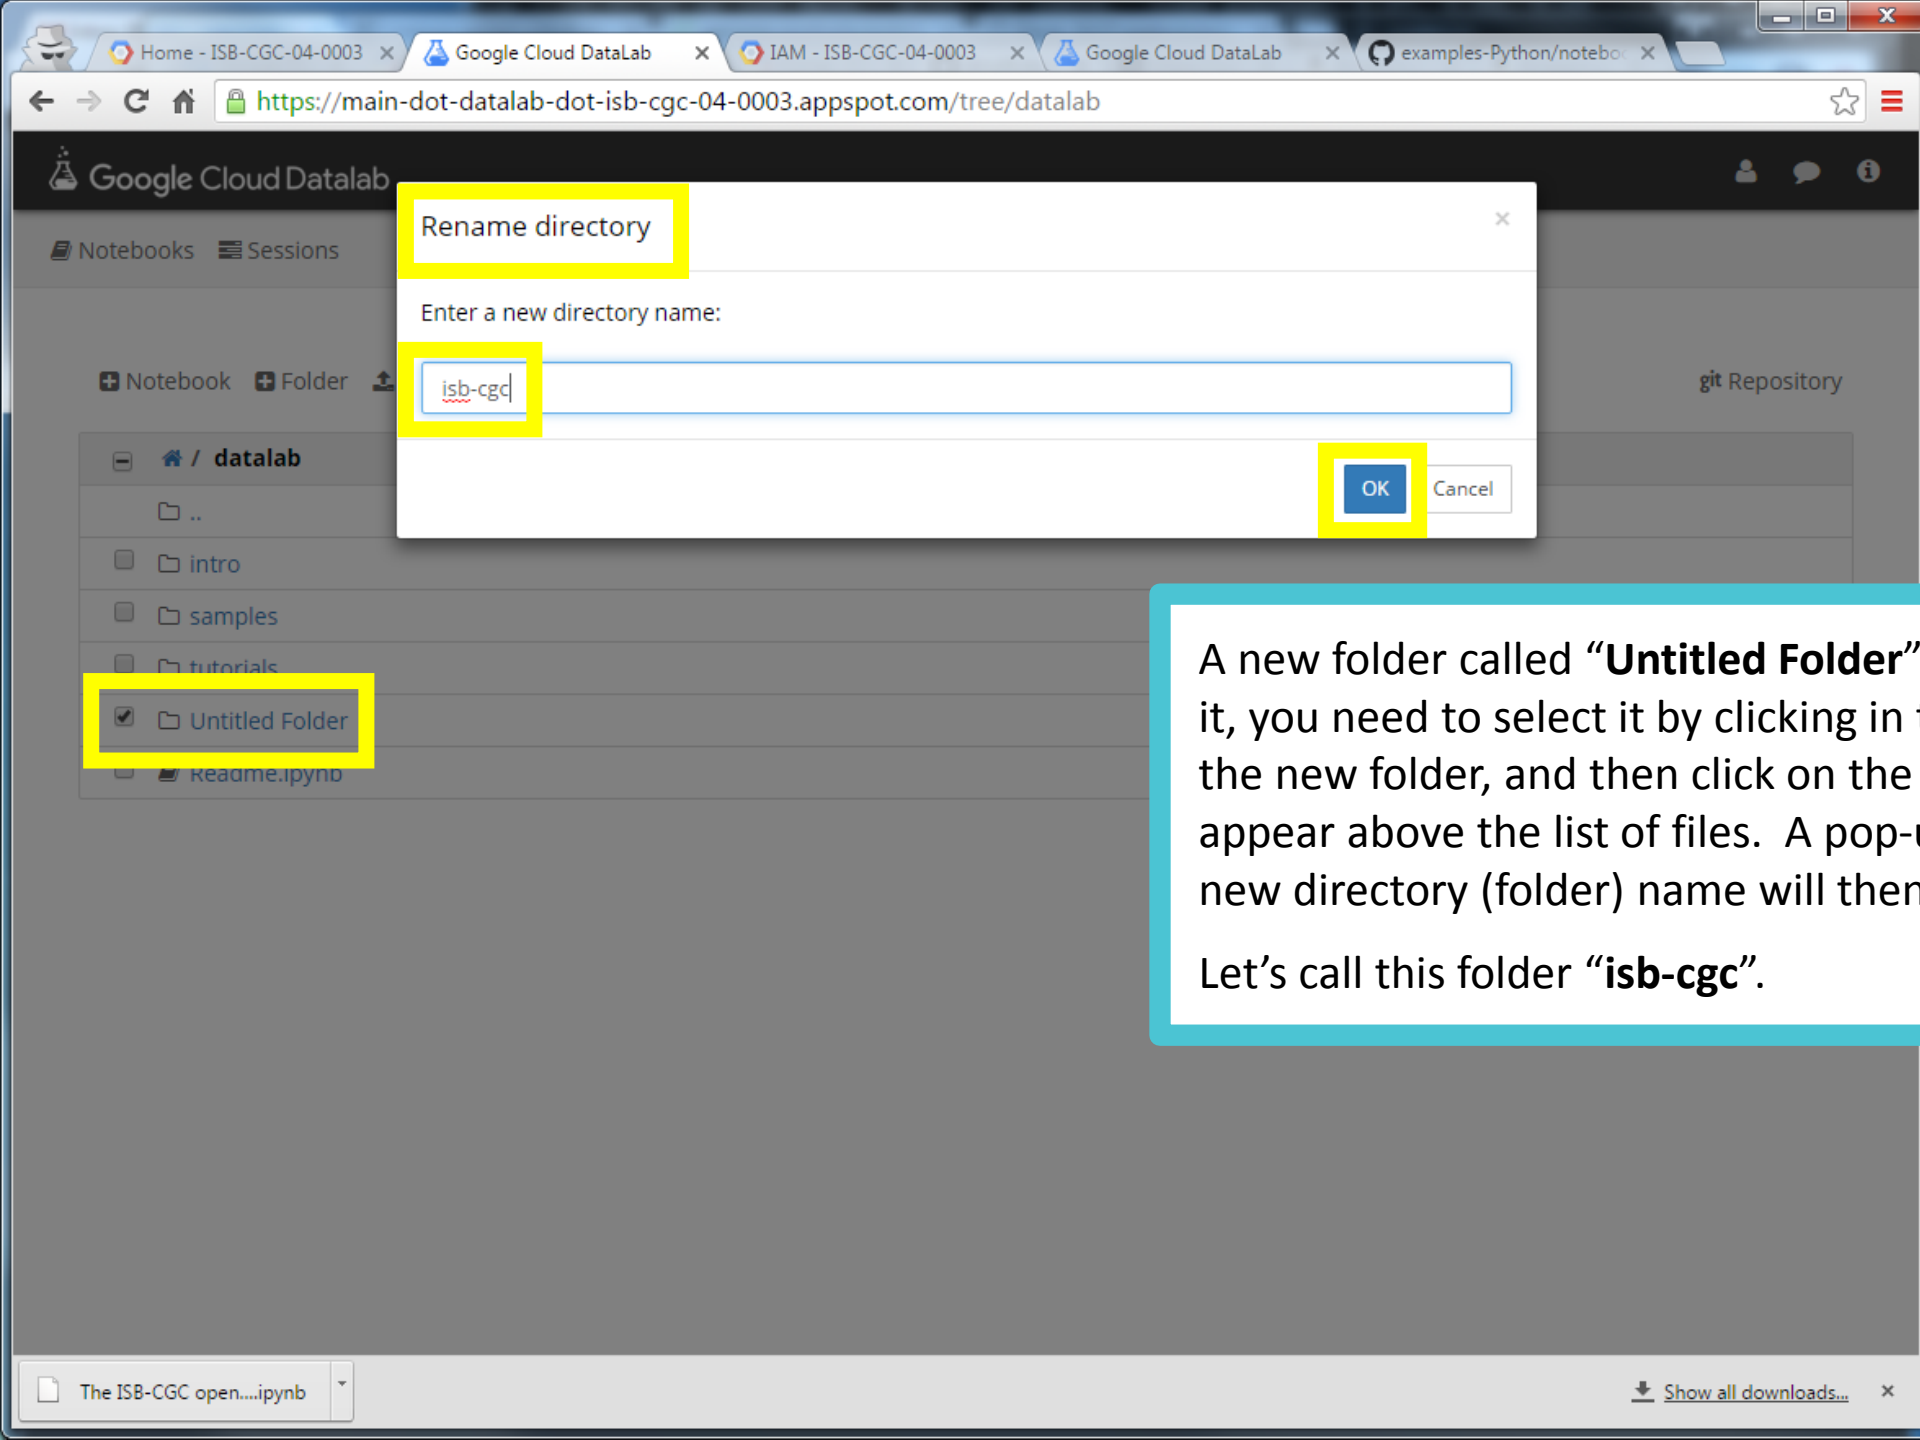 Home - ISB-CGC-04-0003
Google Cloud DataLab
IAM - ISB-CGC-04-0003
Google Cloud DataLab
examples-Python/noteboo
https://main-dot-datalab-dot-isb-cgc-04-0003.appspot.com/tree/datalab
Google Cloud Datalab
Rename directory
Notebooks Sessions
Enter a new directory name:
Notebook Folder
isb-cgc
git Repository
/ datalab
OK Cancel
..
intro
samples
tutorials
Untitled Folder
Readme.ipynb
A new folder called “Untitled Folder”
it, you need to select it by clicking in
the new folder, and then click on the
appear above the list of files. A pop-
new directory (folder) name will then
Let’s call this folder “isb-cgc”.
The ISB-CGC open....ipynb
Show all downloads...